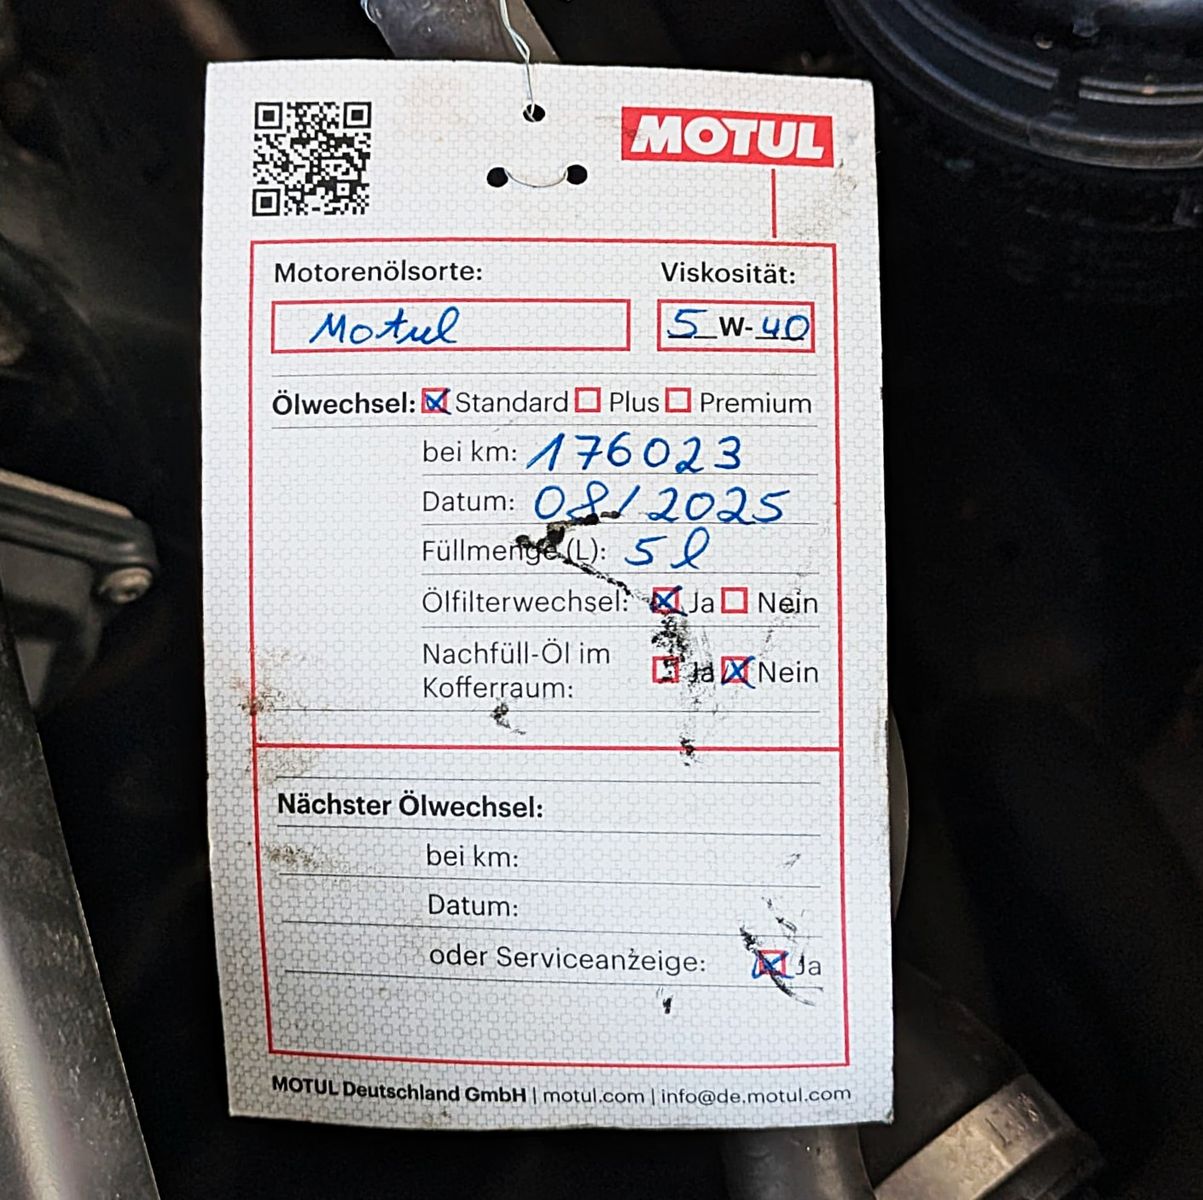 MOTUL
Motorenölsorte: Viskosität:
Motul 5 W-40
Ölwechsel: Standard Plus Premium
bei km: 176023
Datum: 08/2025
Füllmenge (L): 5 l
Ölfilterwechsel: Ja Nein
Nachfüll-Öl im
Kofferraum: Ja Nein
Nächster Ölwechsel:
bei km:
Datum:
oder Serviceanzeige: Ja
MOTUL Deutschland GmbH | motul.com | info@de.motul.com